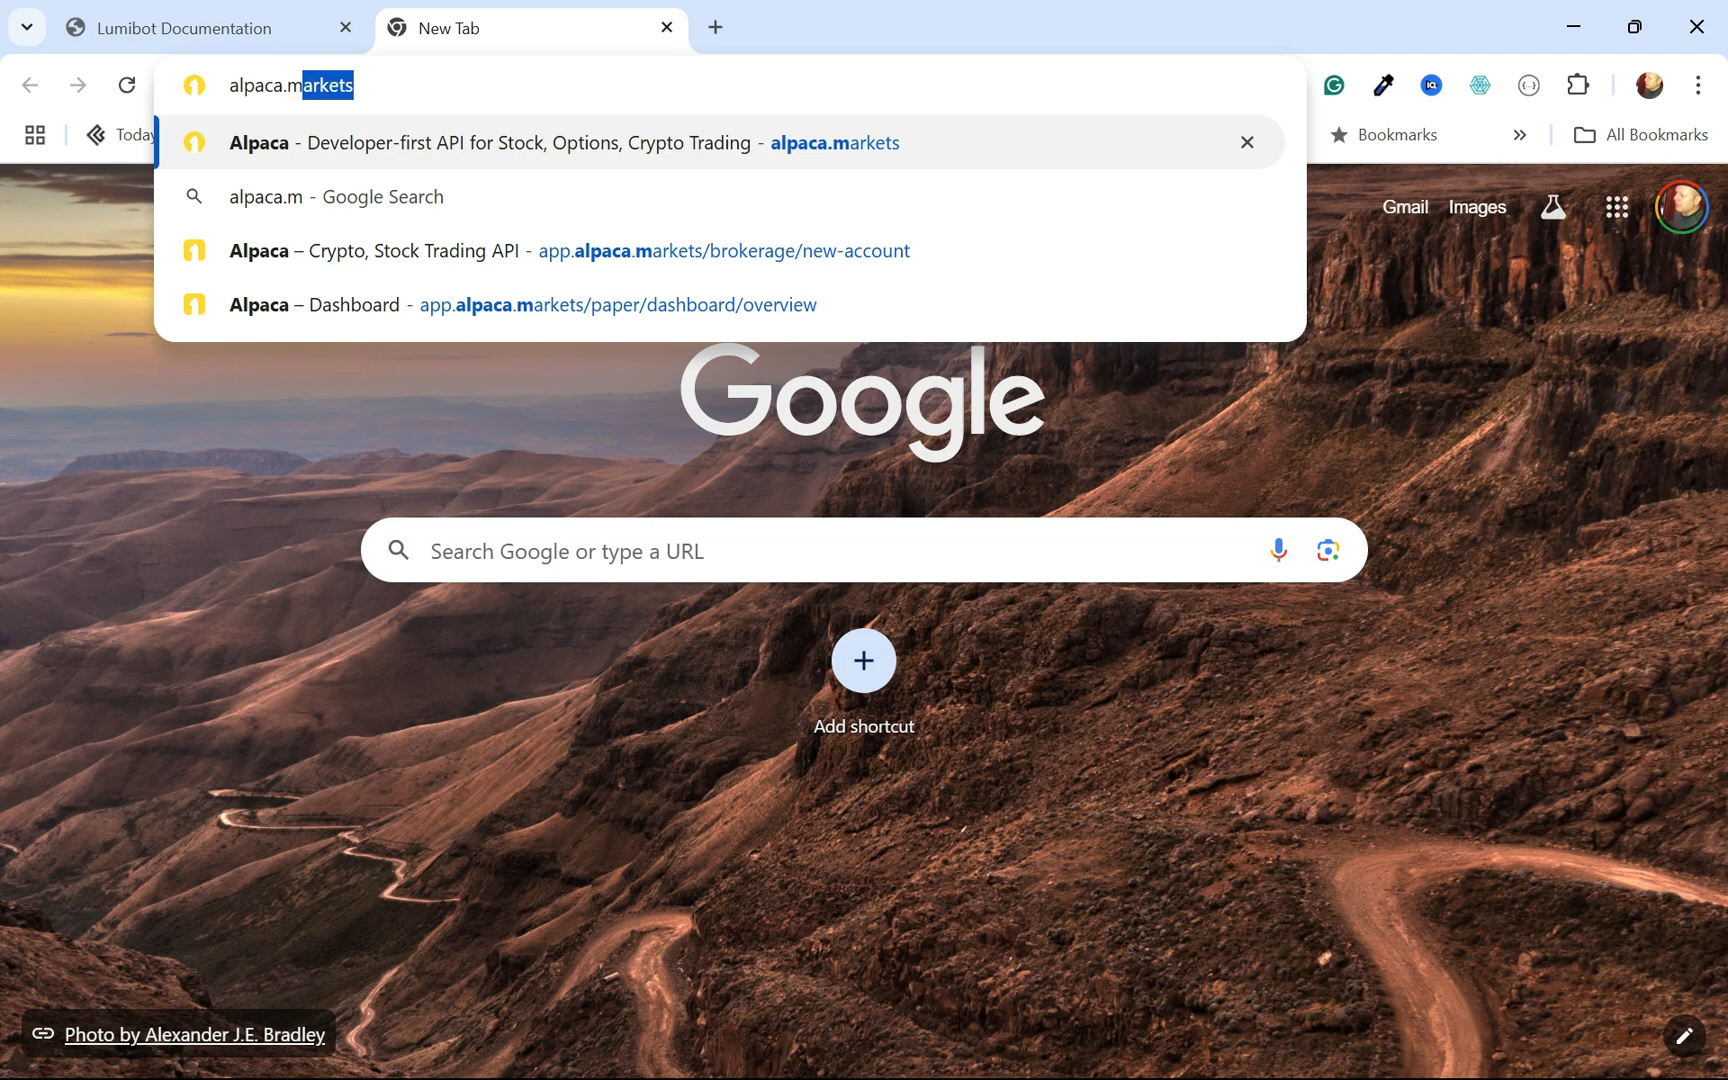 Lumibot Documentation
New Tab
alpaca.markets
Today
Alpaca - Developer-first API for Stock, Options, Crypto Trading - alpaca.markets
Bookmarks
All Bookmarks
alpaca.m - Google Search
Gmail Images
Alpaca – Crypto, Stock Trading API - app.alpaca.markets/brokerage/new-account
Alpaca – Dashboard - app.alpaca.markets/paper/dashboard/overview
Google
Search Google or type a URL
Add shortcut
Photo by Alexander J.E. Bradley